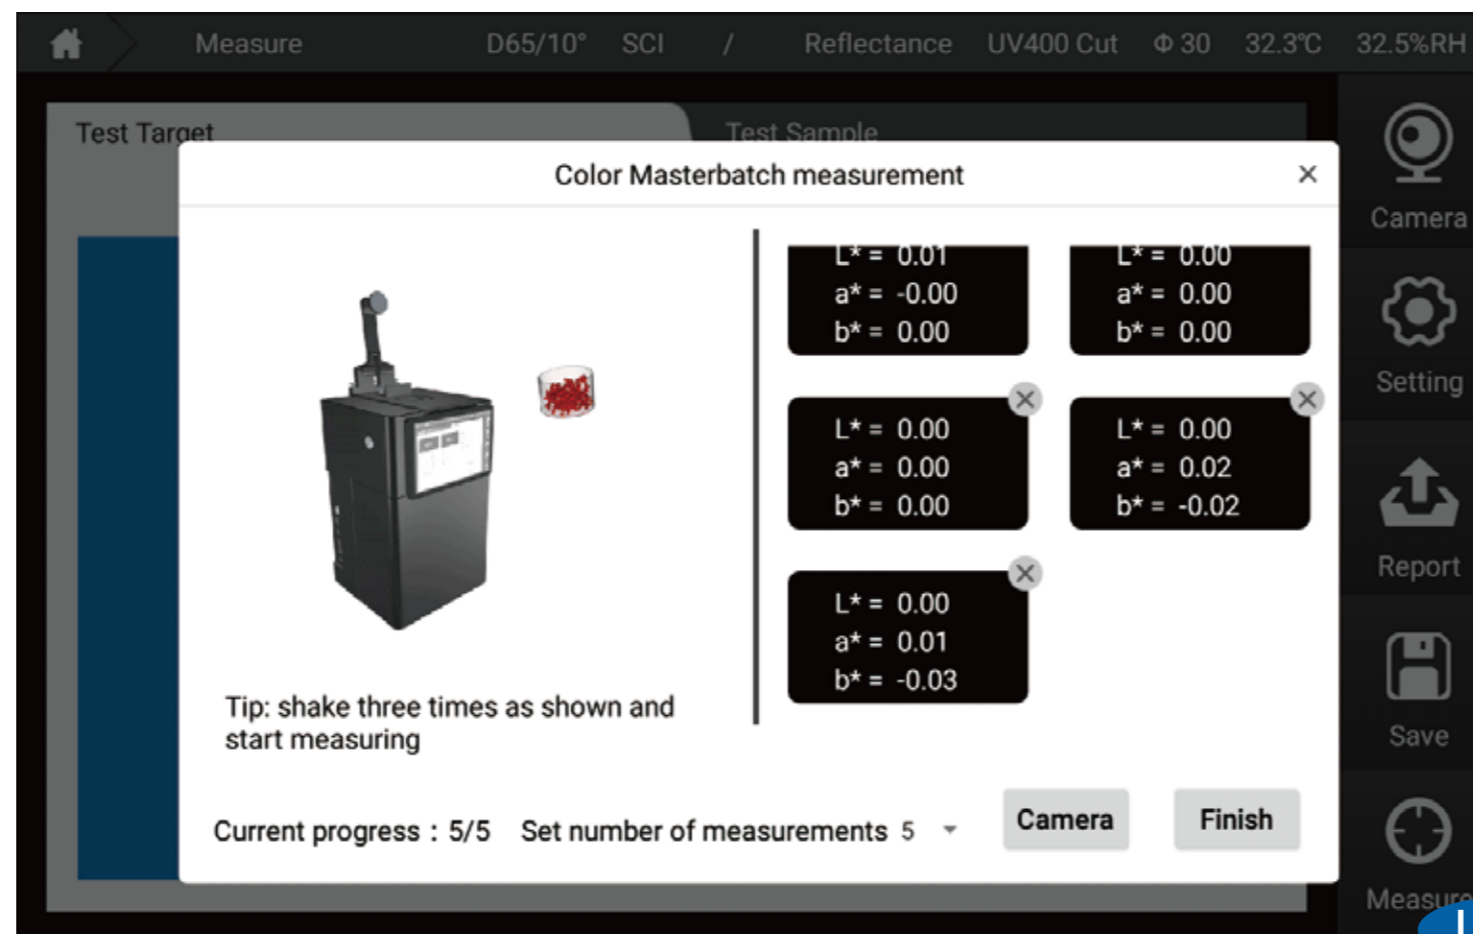 Measure D65/10° SCI / Reflectance UV400 Cut Φ 30 32.3℃ 32.5%RH
Test Target Test Sample
Color Masterbatch measurement
L* = 0.01
a* = -0.00
b* = 0.00
L* = 0.00
a* = 0.00
b* = 0.00
L* = 0.00
a* = 0.00
b* = 0.00
L* = 0.00
a* = 0.02
b* = -0.02
L* = 0.00
a* = 0.01
b* = -0.03
Tip: shake three times as shown and
start measuring
Current progress : 5/5 Set number of measurements 5
Camera
Finish
Camera
Setting
Report
Save
Measure